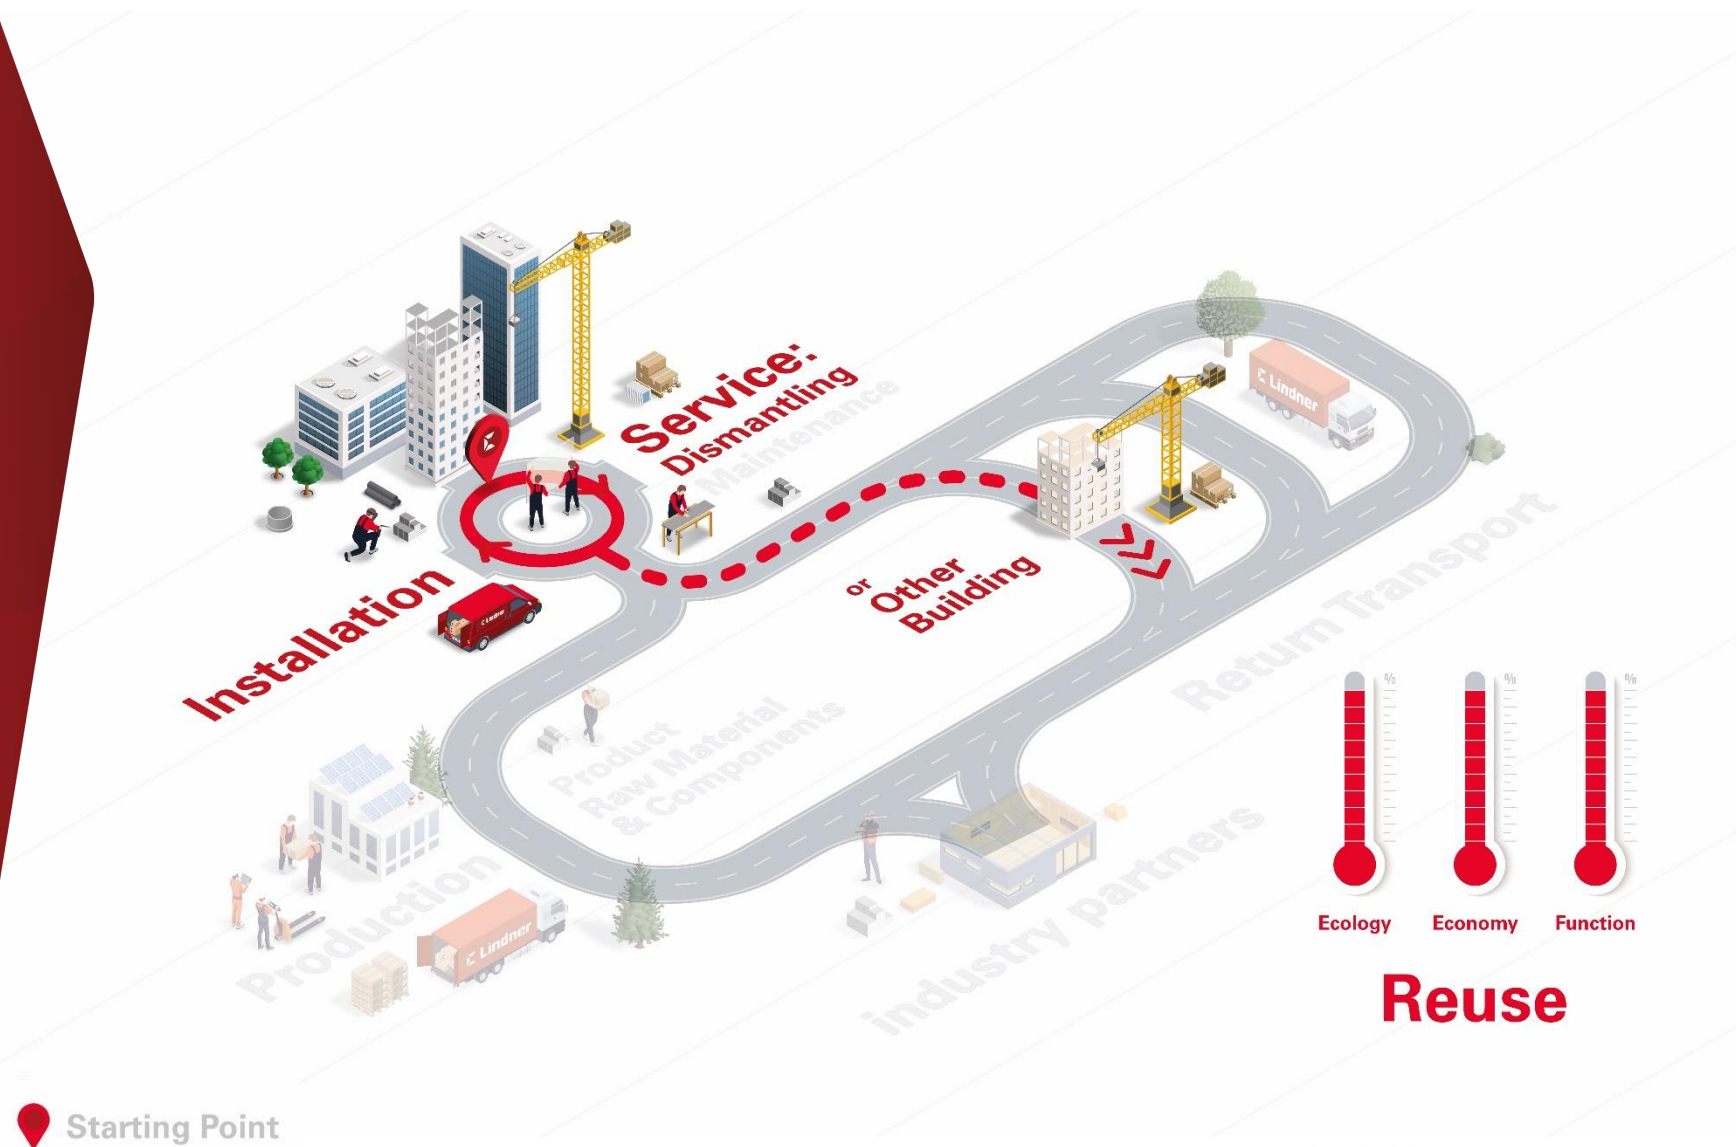 Service:
Dismantling
Maintenance
Lindner
Installation
Lindner
or
Other
Building
Return Transport
Product
Raw Material
& Components
Production
Lindner
industry partners
% % %
Ecology Economy Function
Reuse
Starting Point